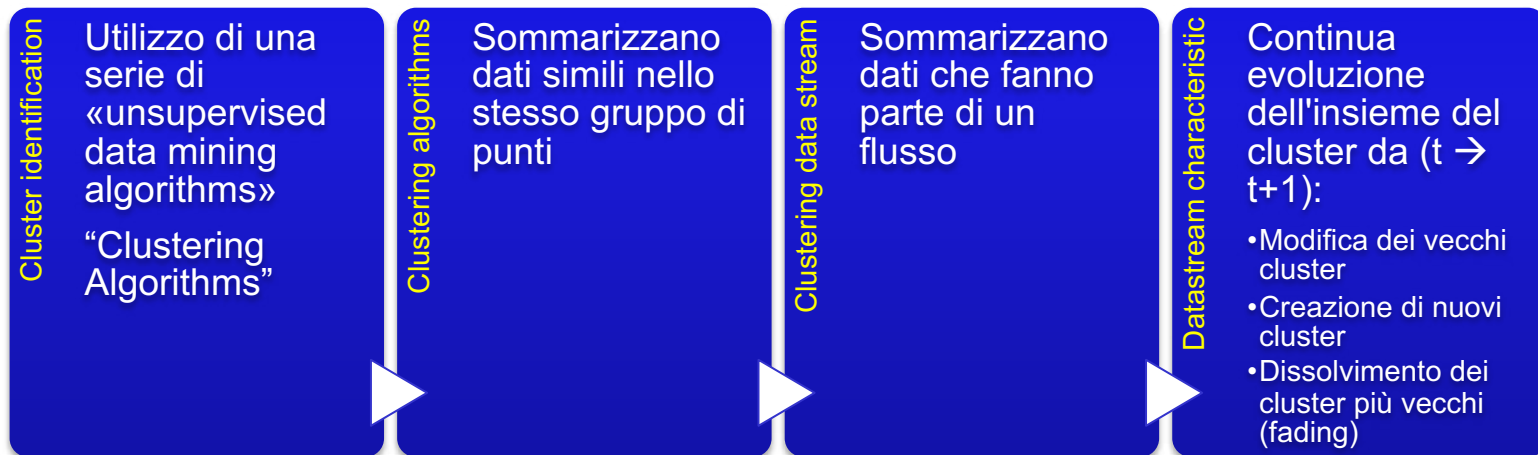 Cluster identification
Utilizzo di una
serie di
«unsupervised
data mining
algorithms»
“Clustering
Algorithms”
Clustering algorithms
Sommarizzano
dati simili nello
stesso gruppo di
punti
Clustering data stream
Sommarizzano
dati che fanno
parte di un
flusso
Datastream characteristic
Continua
evoluzione
dell'insieme del
cluster da (t →
t+1):
•Modifica dei vecchi
cluster
•Creazione di nuovi
cluster
•Dissolvimento dei
cluster più vecchi
(fading)